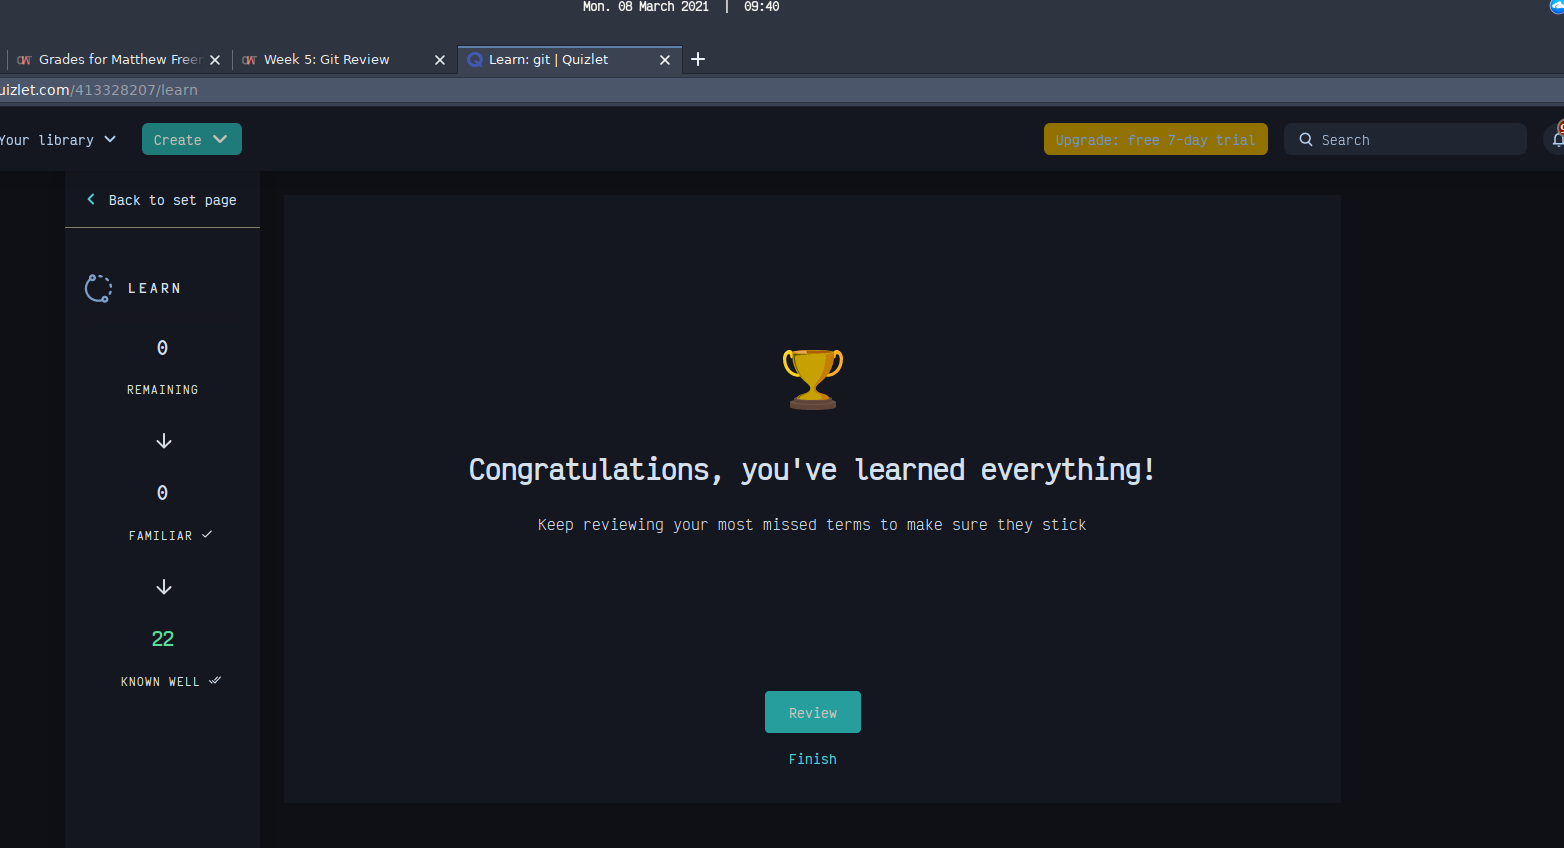 Mon. 08 March 2021 | 09:40
Grades for Matthew Freer
Week 5: Git Review
Learn: git | Quizlet
uizlet.com/413328207/learn
Your library
Create
Upgrade: free 7-day trial
Search
Back to set page
LEARN
0
REMAINING
0
FAMILIAR
22
KNOWN WELL
Congratulations, you've learned everything!
Keep reviewing your most missed terms to make sure they stick
Review
Finish